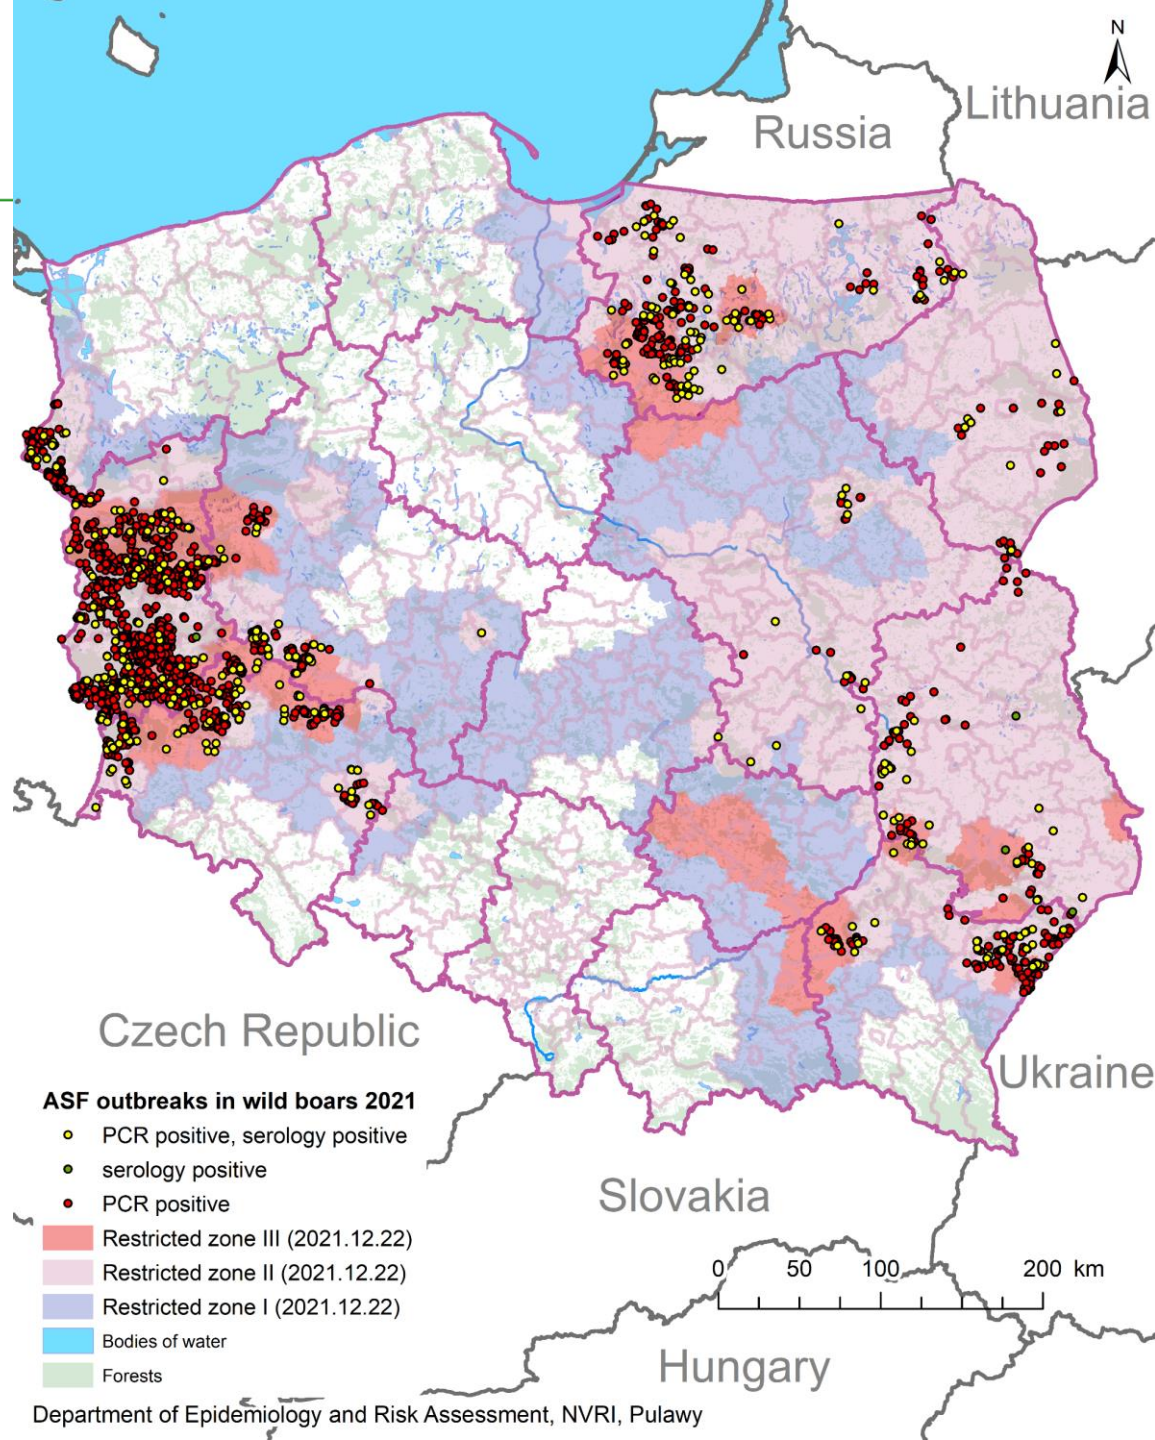 N
Lithuania
Russia
Czech Republic
Ukraine
ASF outbreaks in wild boars 2021
PCR positive, serology positive
serology positive
PCR positive
Slovakia
Restricted zone III (2021.12.22)
Restricted zone II (2021.12.22)
Restricted zone I (2021.12.22)
0 50 100 200 km
Bodies of water
Forests
Hungary
Department of Epidemiology and Risk Assessment, NVRI, Pulawy